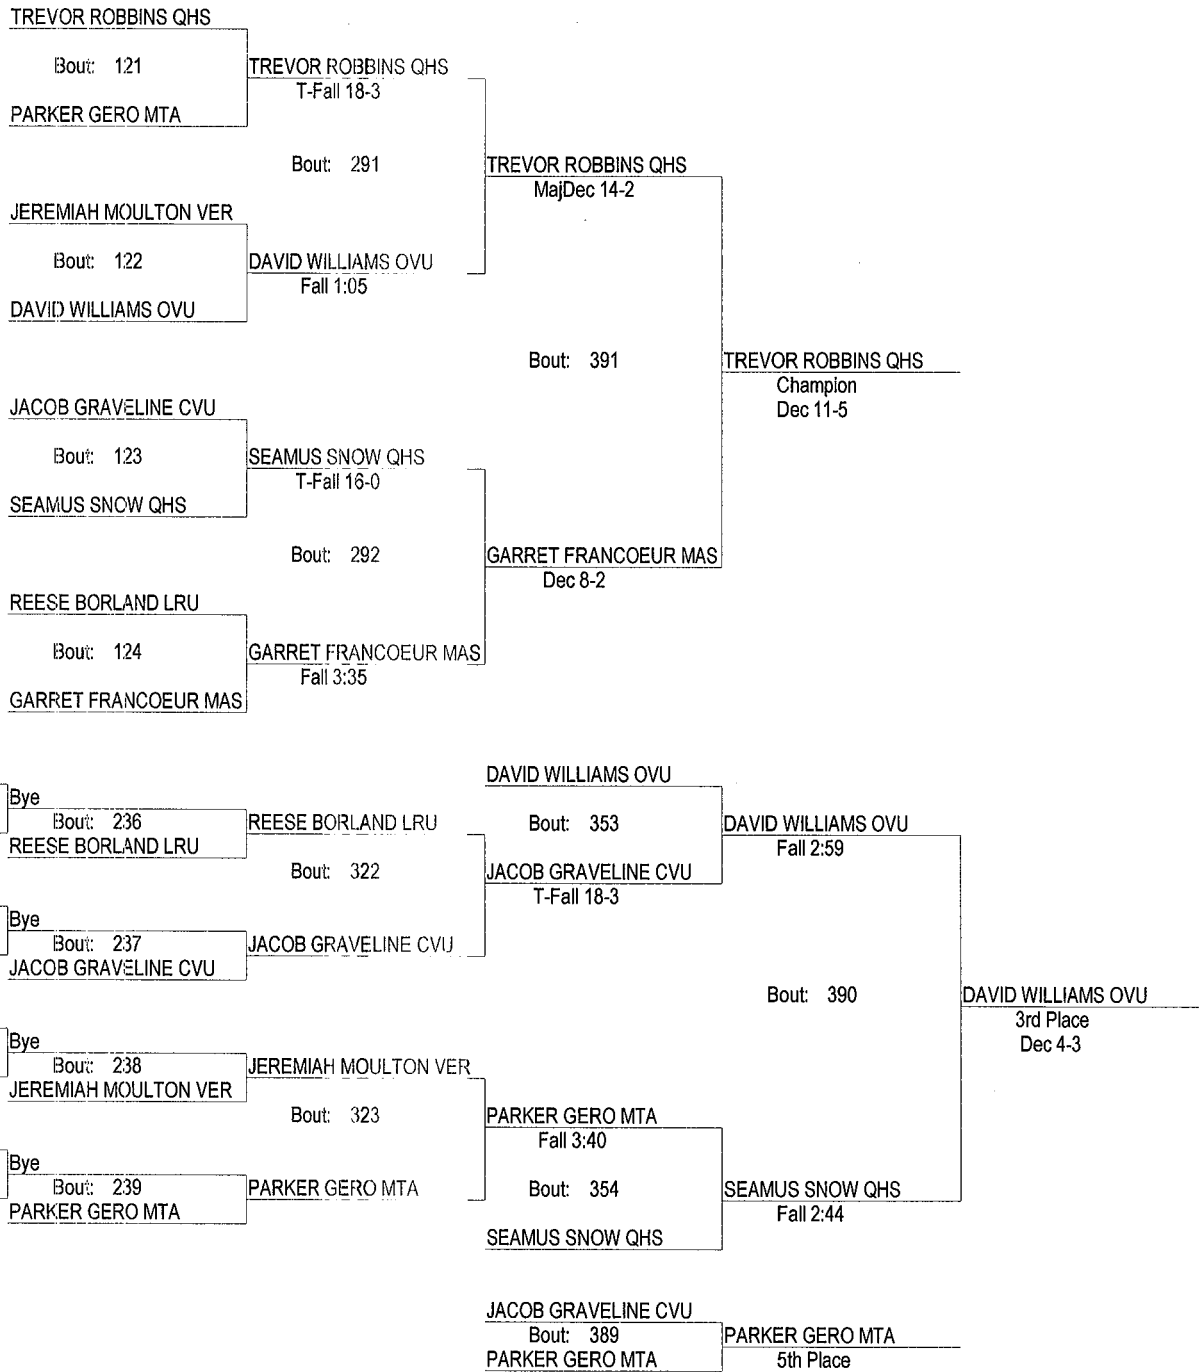 TREVOR ROBBINS QHS
Bout: 121
TREVOR ROBBINS QHS
T-Fall 18-3
PARKER GERO MTA
Bout: 291
TREVOR ROBBINS QHS
MajDec 14-2
JEREMIAH MOULTON VER
Bout: 122
DAVID WILLIAMS OVU
Fall 1:05
DAVID WILLIAMS OVU
Bout: 391
TREVOR ROBBINS QHS
Champion
Dec 11-5
JACOB GRAVELINE CVU
Bout: 123
SEAMUS SNOW QHS
T-Fall 16-0
SEAMUS SNOW QHS
Bout: 292
GARRET FRANCOEUR MAS
Dec 8-2
REESE BORLAND LRU
Bout: 124
GARRET FRANCOEUR MAS
Fall 3:35
GARRET FRANCOEUR MAS
DAVID WILLIAMS OVU
Bye
Bout: 236
REESE BORLAND LRU
Bout: 353
DAVID WILLIAMS OVU
Fall 2:59
REESE BORLAND LRU
Bout: 322
JACOB GRAVELINE CVU
T-Fall 18-3
Bye
Bout: 237
JACOB GRAVELINE CVU
JACOB GRAVELINE CVU
Bout: 390
DAVID WILLIAMS OVU
3rd Place
Dec 4-3
Bye
Bout: 238
JEREMIAH MOULTON VER
JEREMIAH MOULTON VER
Bout: 323
PARKER GERO MTA
Fall 3:40
Bye
Bout: 239
PARKER GERO MTA
Bout: 354
SEAMUS SNOW QHS
Fall 2:44
PARKER GERO MTA
SEAMUS SNOW QHS
JACOB GRAVELINE CVU
Bout: 389
PARKER GERO MTA
PARKER GERO MTA
5th Place